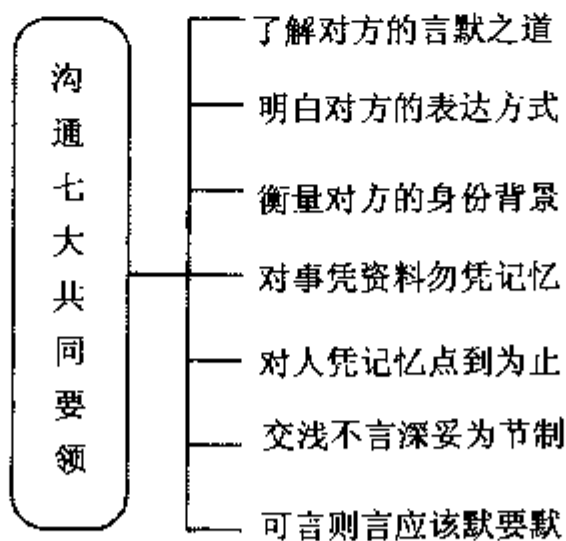 沟通七大共同要领
了解对方的言默之道
明白对方的表达方式
衡量对方的身份背景
对事凭资料勿凭记忆
对人凭记忆点到为止
交浅不言深妥为节制
可言则言应该默要默